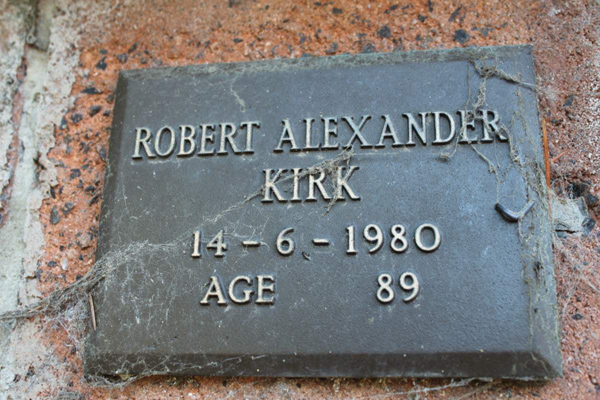 ROBERT ALEXANDER
KIRK
14 - 6 - 1980
AGE 89